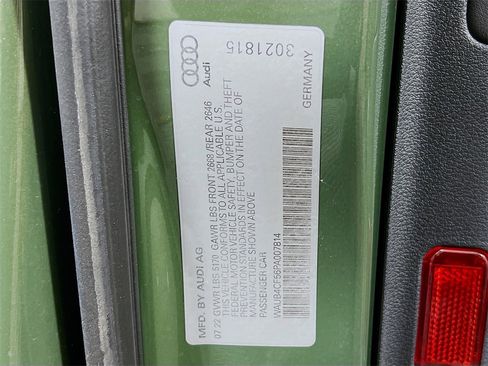 MFD. BY AUDI AG
07.22 GVWR LBS 5170 GAWR LBS FRONT 2668 /REAR 2646
THIS VEHICLE CONFORMS TO ALL APPLICABLE U.S.
FEDERAL MOTOR VEHICLE SAFETY, BUMPER AND THEFT
PREVENTION STANDARDS IN EFFECT ON THE DATE OF
MANUFACTURE SHOWN ABOVE
PASSENGER CAR
WAUB4CF56PA007814
GERMANY
Audi
3021815